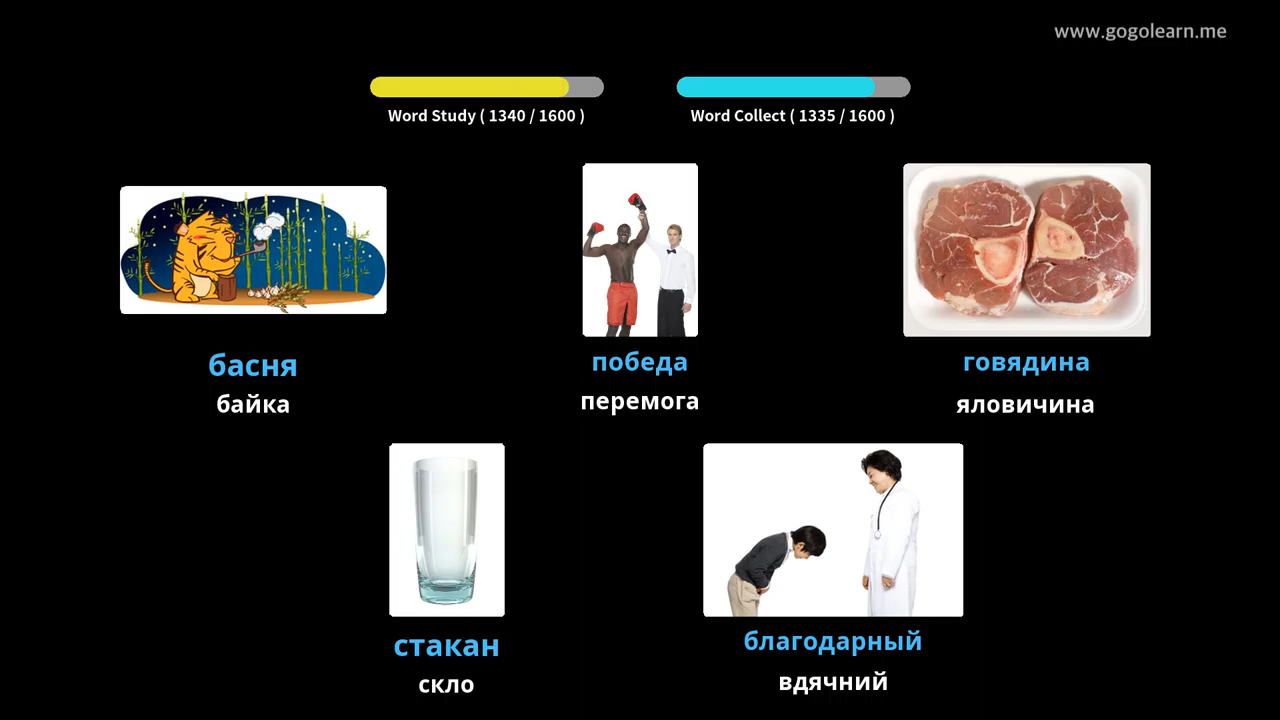 www.gogolearn.me
Word Study ( 1340 / 1600 )
Word Collect ( 1335 / 1600 )
басня
байка
победа
перемога
говядина
яловичина
стакан
скло
благодарный
вдячний